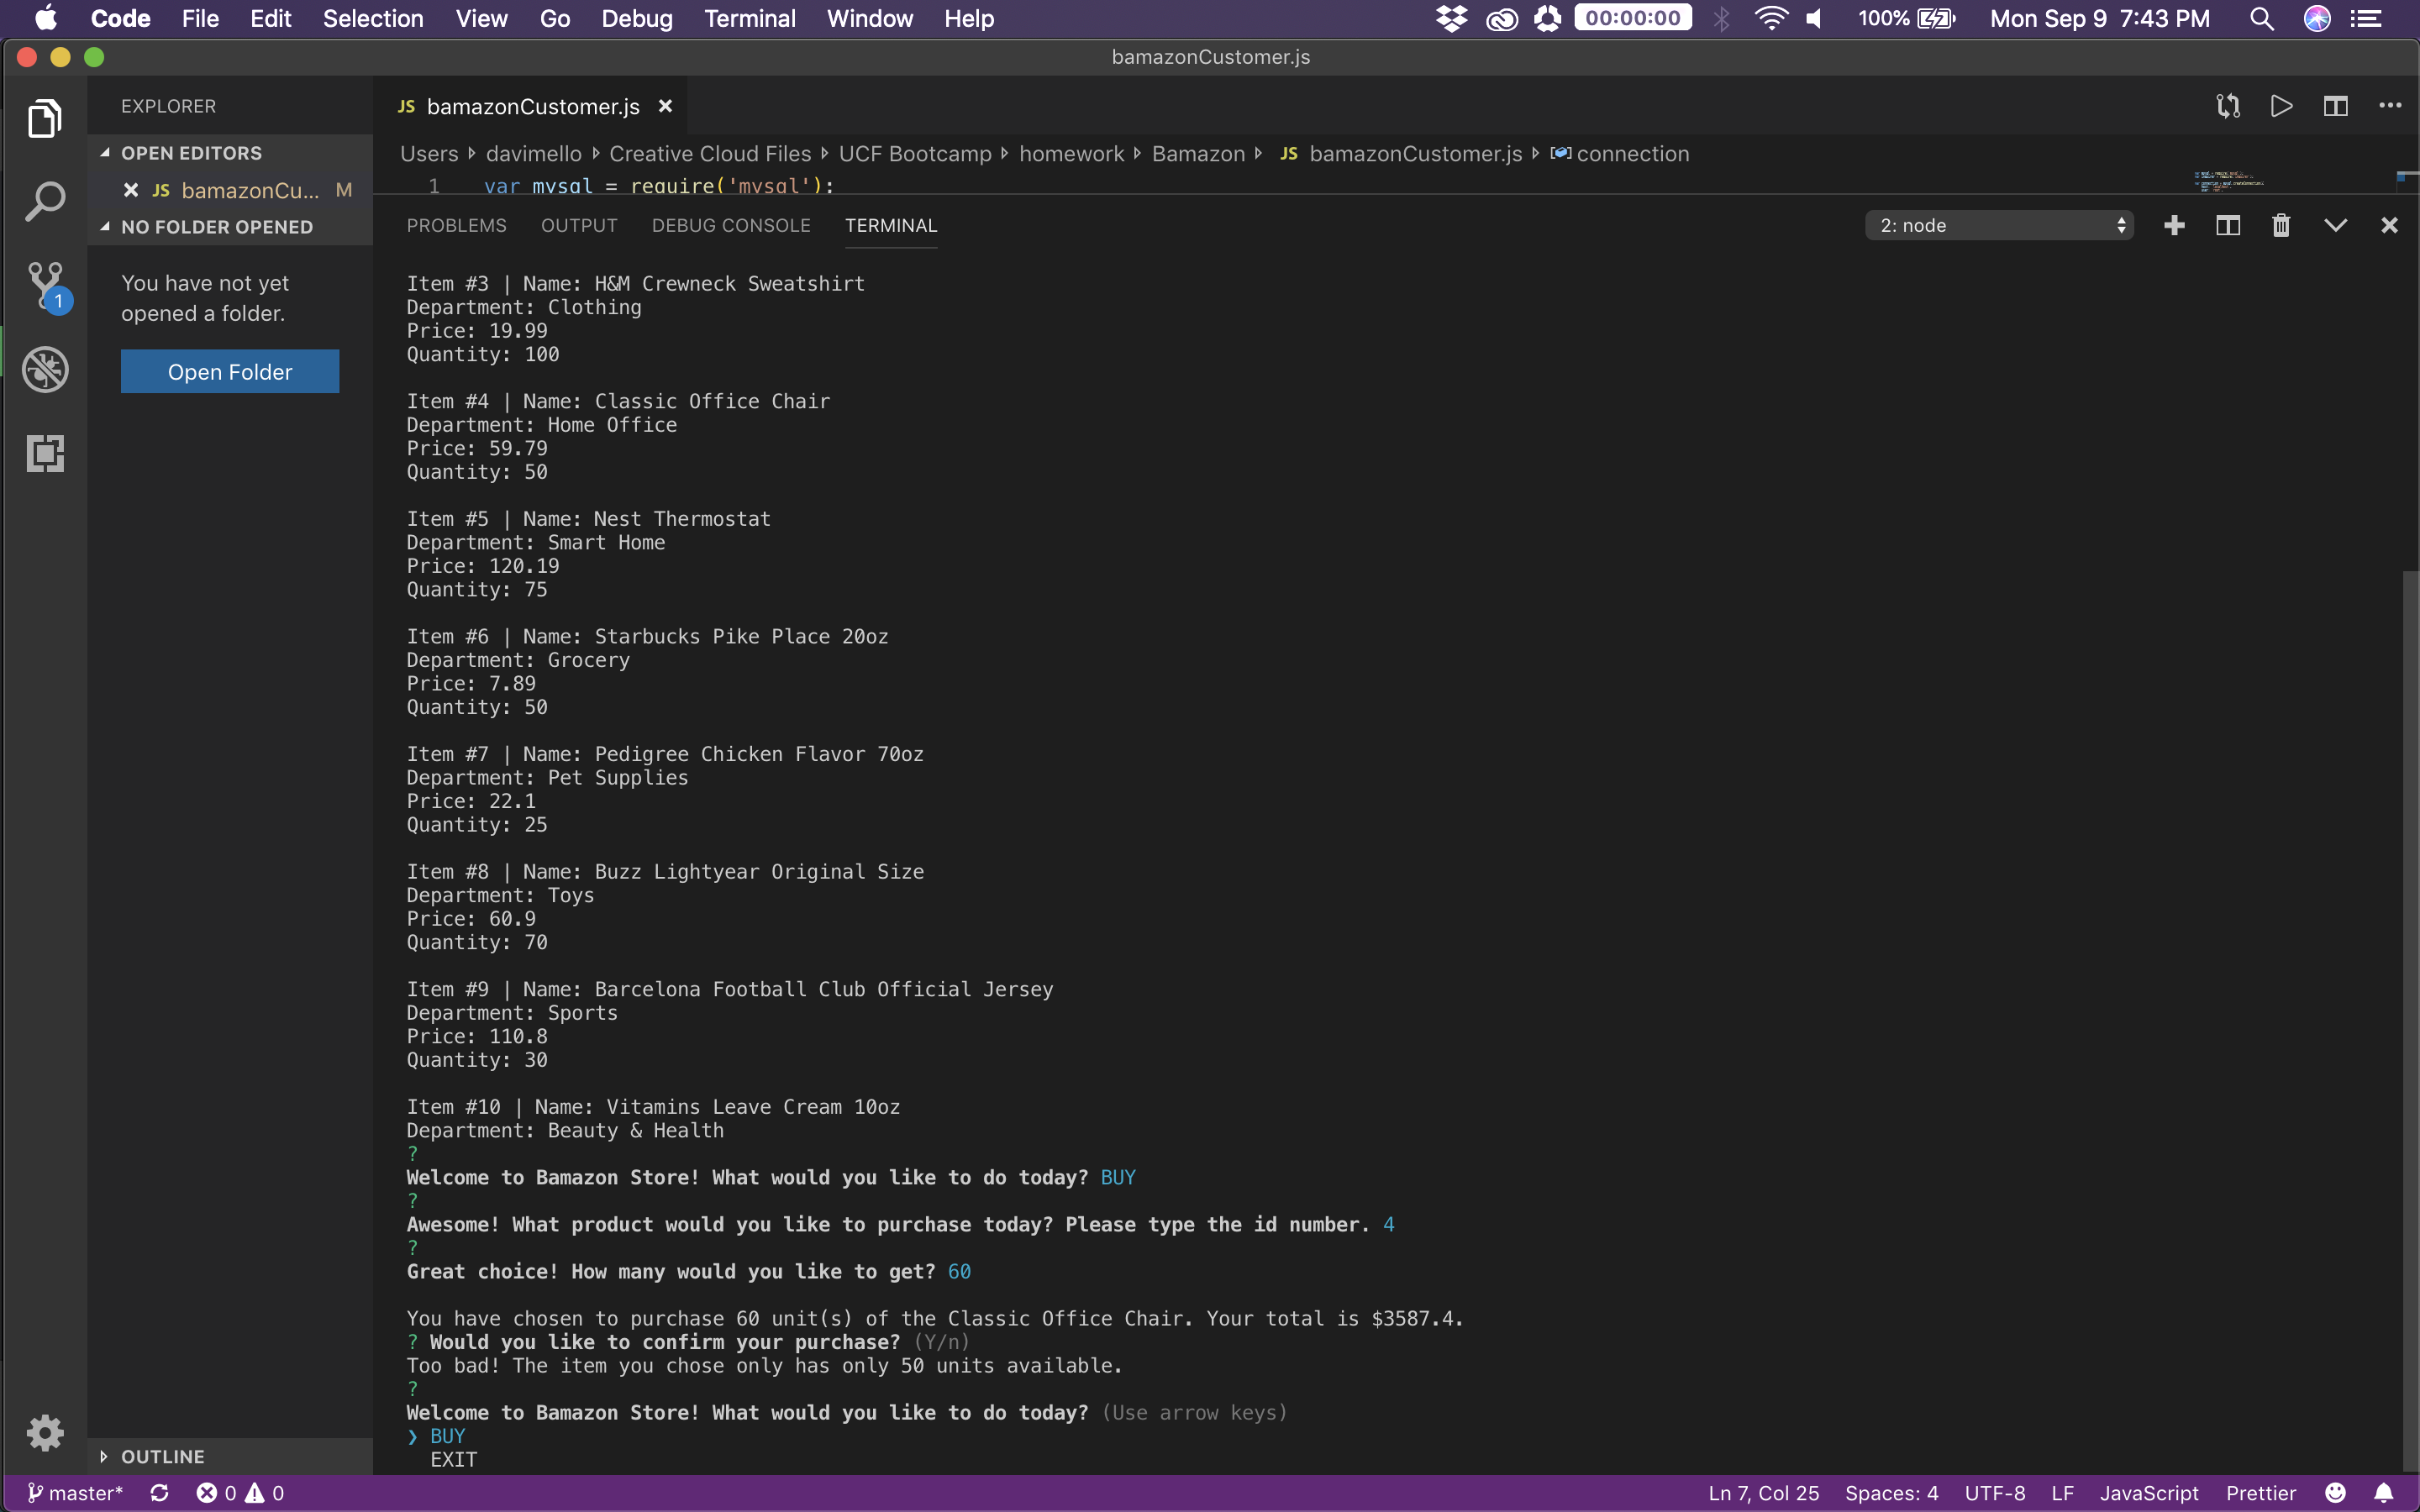 Code File Edit Selection View Go Debug Terminal Window Help 00:00:00 100% Mon Sep 9 7:43 PM
bamazonCustomer.js
EXPLORER
OPEN EDITORS
JS bamazonCu... M
NO FOLDER OPENED
1
You have not yet
opened a folder.
Open Folder
OUTLINE
JS bamazonCustomer.js
Users Davimello Creative Cloud Files UCF Bootcamp homework Bamazon JS bamazonCustomer.js connection
1 var mysql = require('mysql');
PROBLEMS OUTPUT DEBUG CONSOLE TERMINAL 2: node
Item #3 | Name: H&M Crewneck Sweatshirt
Department: Clothing
Price: 19.99
Quantity: 100
Item #4 | Name: Classic Office Chair
Department: Home Office
Price: 59.79
Quantity: 50
Item #5 | Name: Nest Thermostat
Department: Smart Home
Price: 120.19
Quantity: 75
Item #6 | Name: Starbucks Pike Place 20oz
Department: Grocery
Price: 7.89
Quantity: 50
Item #7 | Name: Pedigree Chicken Flavor 70oz
Department: Pet Supplies
Price: 22.1
Quantity: 25
Item #8 | Name: Buzz Lightyear Original Size
Department: Toys
Price: 60.9
Quantity: 70
Item #9 | Name: Barcelona Football Club Official Jersey
Department: Sports
Price: 110.8
Quantity: 30
Item #10 | Name: Vitamins Leave Cream 10oz
Department: Beauty & Health
?
Welcome to Bamazon Store! What would you like to do today? BUY
?
Awesome! What product would you like to purchase today? Please type the id number. 4
?
Great choice! How many would you like to get? 60
You have chosen to purchase 60 unit(s) of the Classic Office Chair. Your total is $3587.4.
? Would you like to confirm your purchase? (Y/n)
Too bad! The item you chose only has only 50 units available.
?
Welcome to Bamazon Store! What would you like to do today? (Use arrow keys)
❯ BUY
EXIT
master* 0 0 Ln 7, Col 25 Spaces: 4 UTF-8 LF JavaScript Prettier